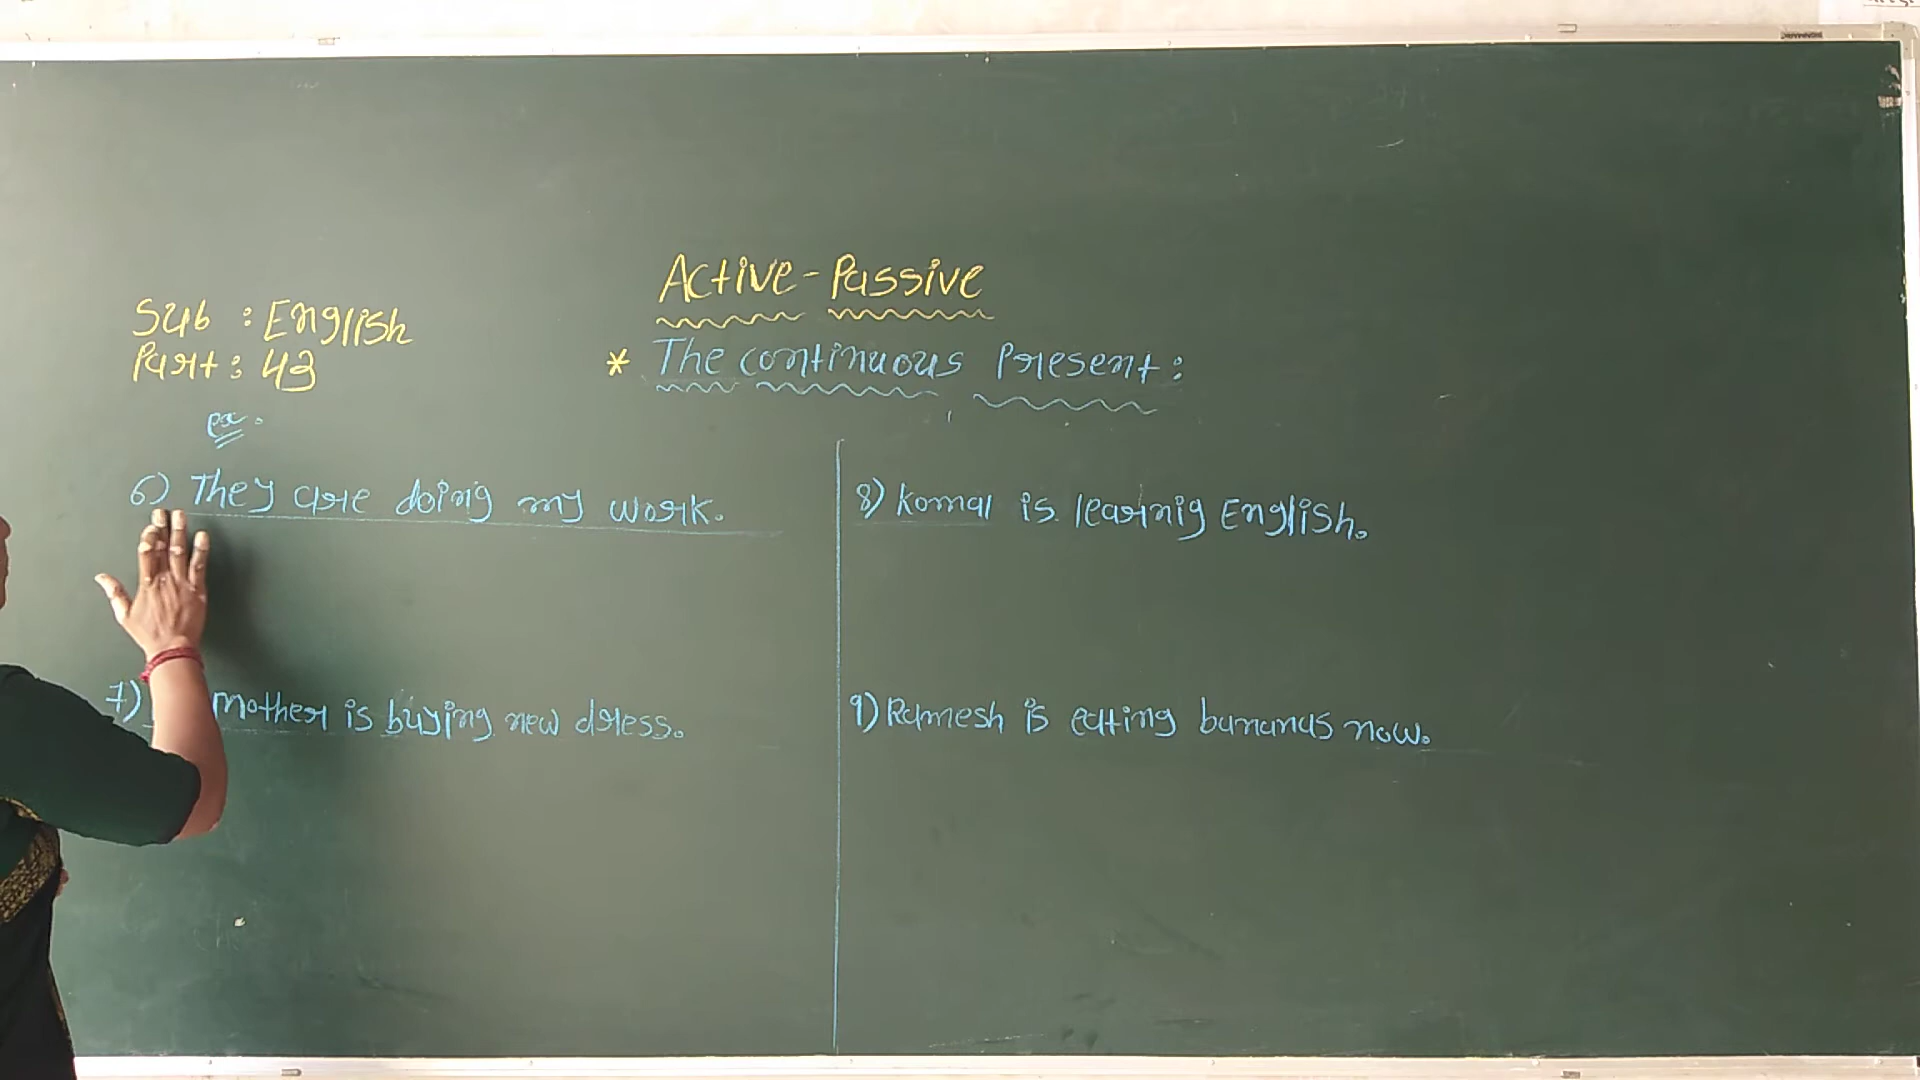 Active-Passive
Sub : English
Part : 43
* The continuous Present :
ex.
6) They are doing my work.
8) Komal is learnig English.
7) mother is buying new dress.
9) Ramesh is eating bananas now.